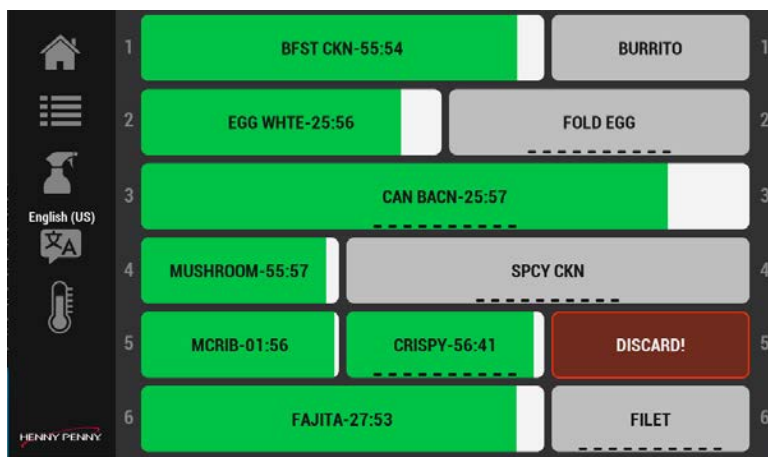 1 BFST CKN-55:54 BURRITO 1
2 EGG WHTE-25:56 FOLD EGG 2
3 CAN BACN-25:57 3
English (US)
文A
4 MUSHROOM-55:57 SPCY CKN 4
5 MCRIB-01:56 CRISPY-56:41 DISCARD! 5
6 FAJITA-27:53 FILET 6
HENNY PENNY